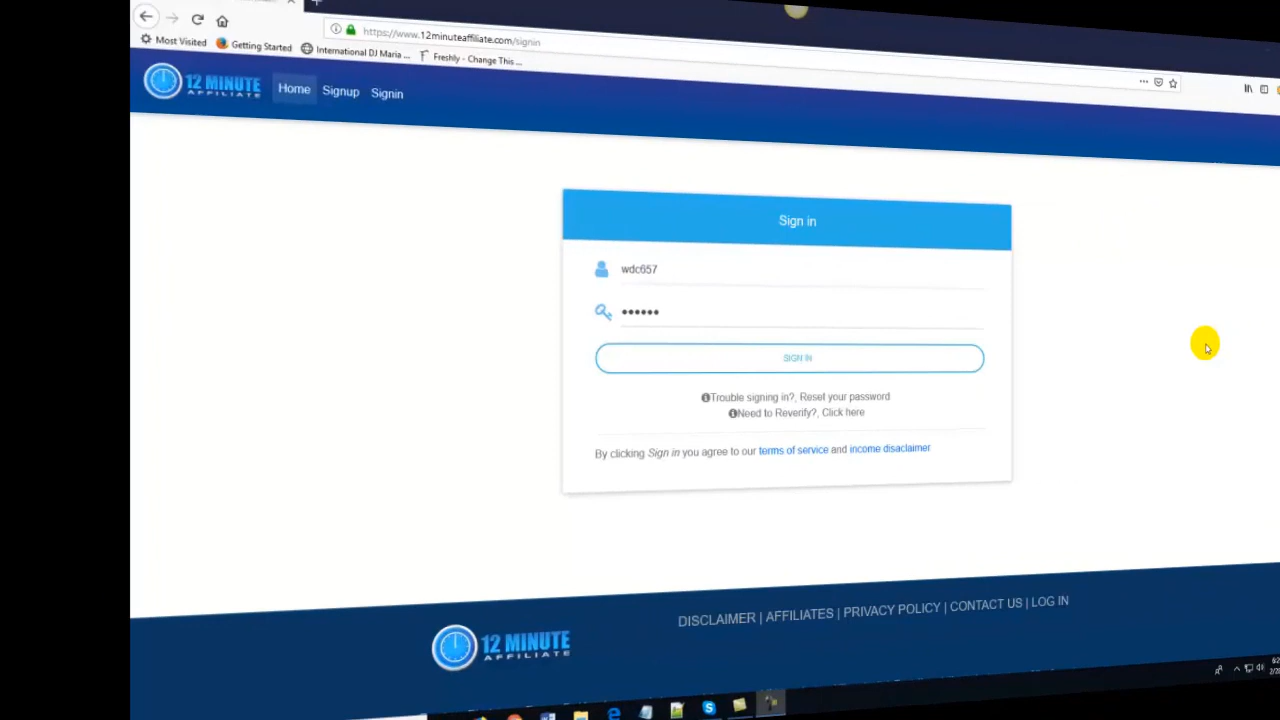 https://www.12minuteaffiliate.com/signin
Most Visited
Getting Started
International DJ Maria ...
Freshly - Change This ...
12 MINUTE
AFFILIATE
Home
Signup
Signin
Sign in
wdc657
••••••
SIGN IN
Trouble signing in?, Reset your password
Need to Reverify?, Click here
By clicking Sign in you agree to our terms of service and income disaclaimer
DISCLAIMER | AFFILIATES | PRIVACY POLICY | CONTACT US | LOG IN
12 MINUTE
AFFILIATE